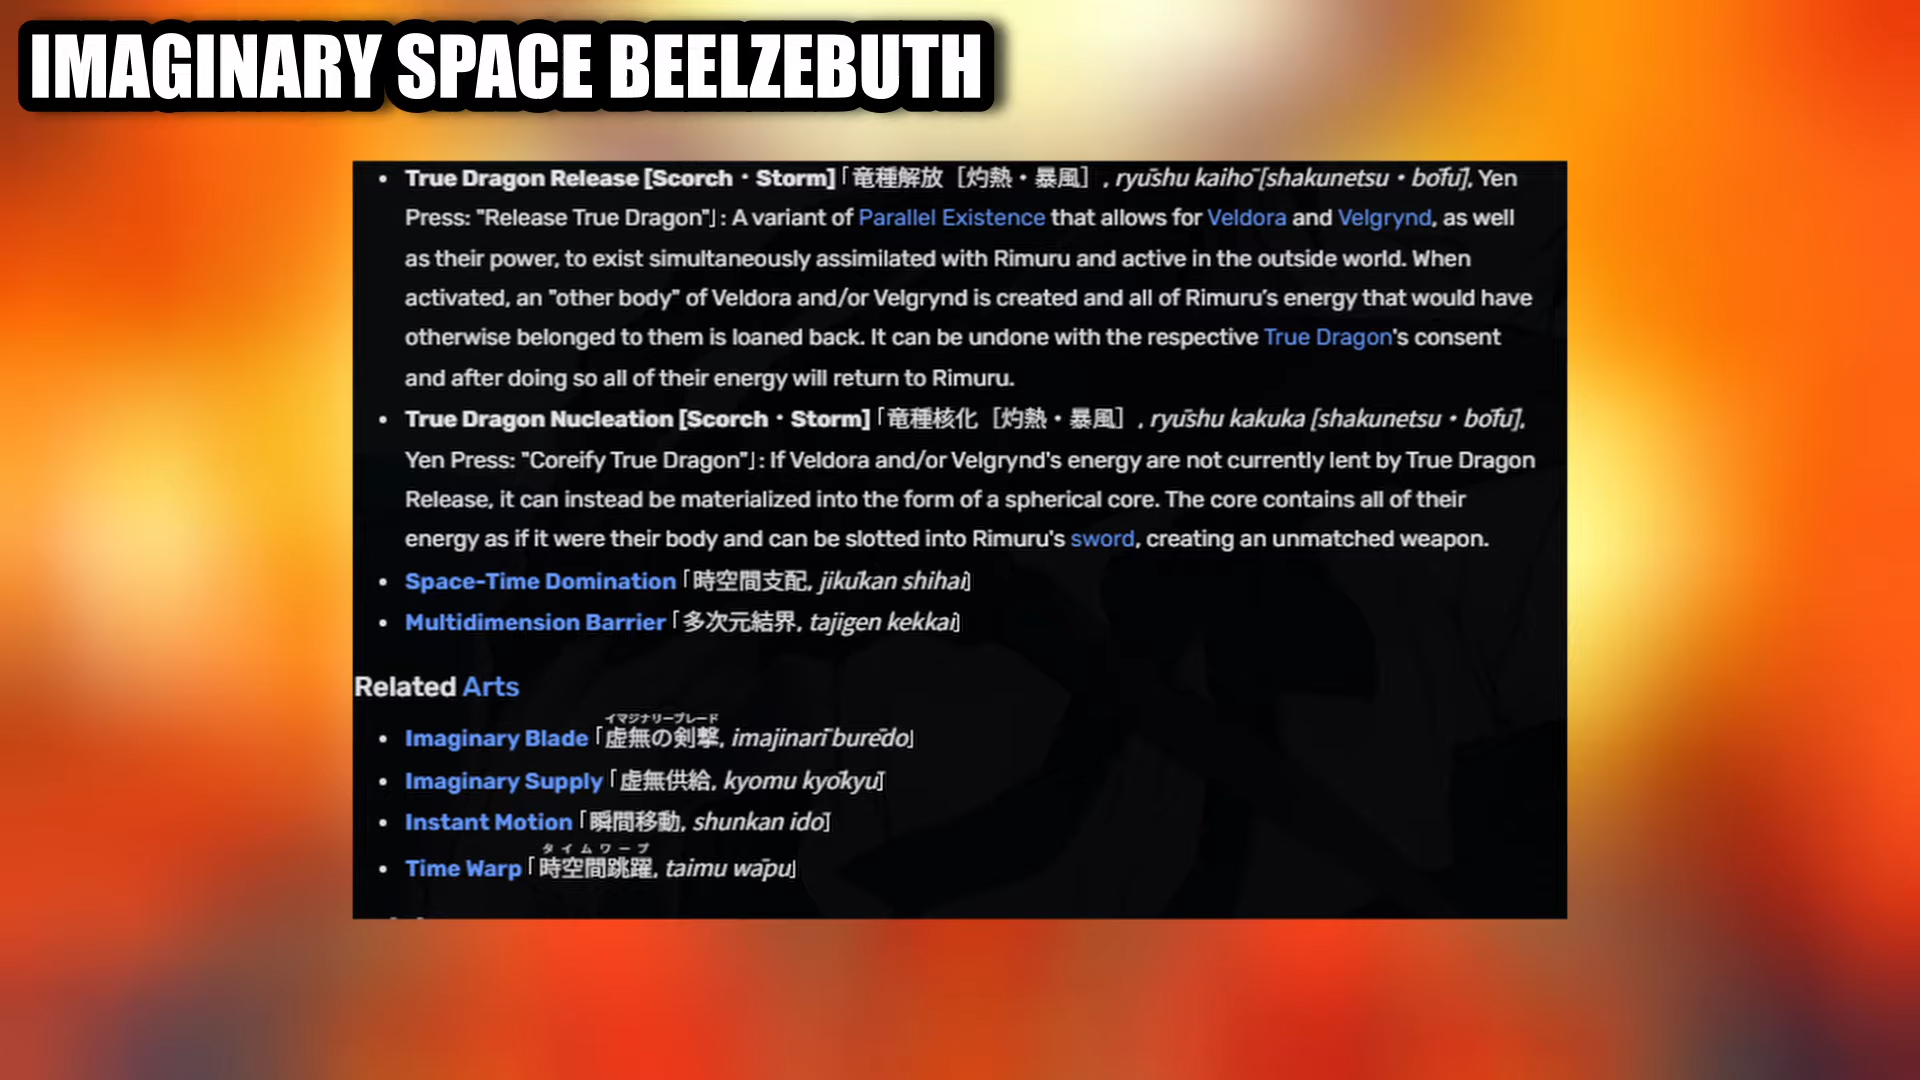 IMAGINARY SPACE BEELZEBUTH
• True Dragon Release [Scorch・Storm]「竜種解放［灼熱・暴風］, ryūshu kaihō [shakunetsu・bōfu], Yen
Press: "Release True Dragon"」: A variant of Parallel Existence that allows for Veldora and Velgrynd, as well
as their power, to exist simultaneously assimilated with Rimuru and active in the outside world. When
activated, an "other body" of Veldora and/or Velgrynd is created and all of Rimuru's energy that would have
otherwise belonged to them is loaned back. It can be undone with the respective True Dragon's consent
and after doing so all of their energy will return to Rimuru.
• True Dragon Nucleation [Scorch・Storm]「竜種核化［灼熱・暴風］, ryūshu kakuka [shakunetsu・bōfu],
Yen Press: "Coreify True Dragon"」: If Veldora and/or Velgrynd's energy are not currently lent by True Dragon
Release, it can instead be materialized into the form of a spherical core. The core contains all of their
energy as if it were their body and can be slotted into Rimuru's sword, creating an unmatched weapon.
• Space-Time Domination「時空間支配, jikūkan shihai」
• Multidimension Barrier「多次元結界, tajigen kekkai」
Related Arts
イマジナリーブレード
• Imaginary Blade「虚無の剣撃, imajinarī burēdo」
• Imaginary Supply「虚無供給, kyomu kyōkyu」
• Instant Motion「瞬間移動, shunkan idō」
タイムワープ
• Time Warp「時空間跳躍, taimu wāpu」